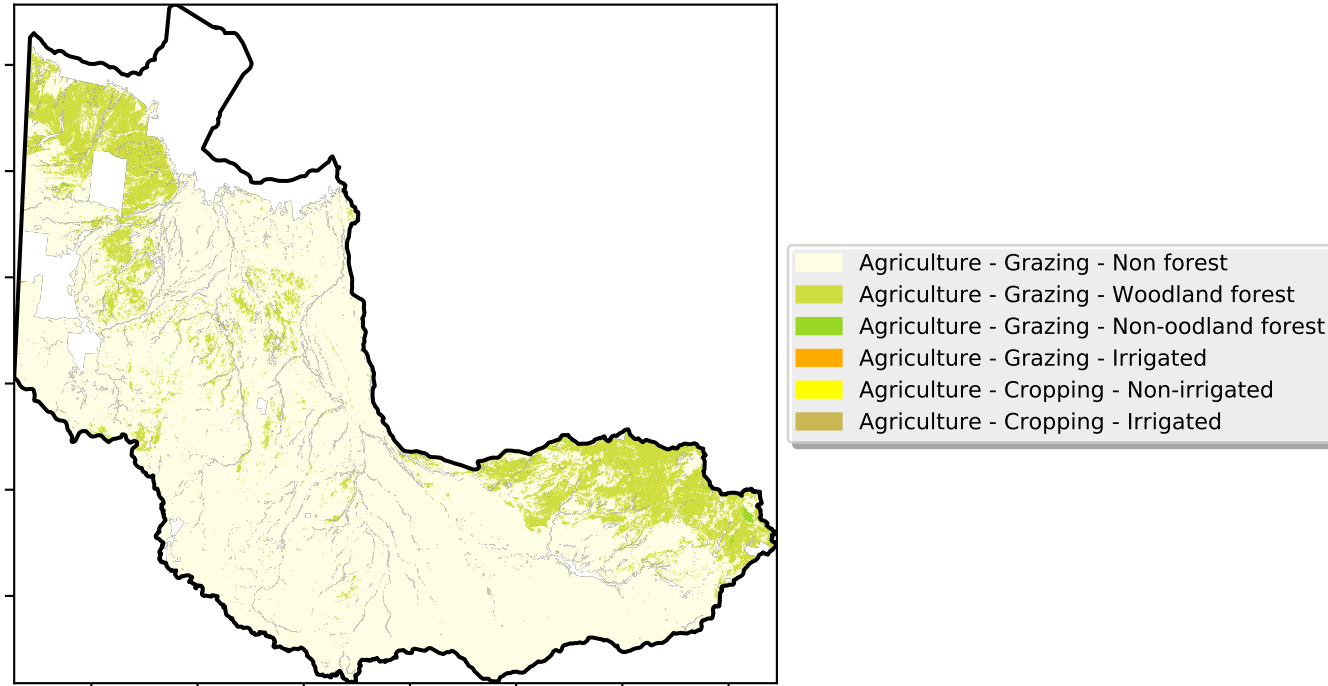 Agriculture - Grazing - Non forest
Agriculture - Grazing - Woodland forest
Agriculture - Grazing - Non-oodland forest
Agriculture - Grazing - Irrigated
Agriculture - Cropping - Non-irrigated
Agriculture - Cropping - Irrigated